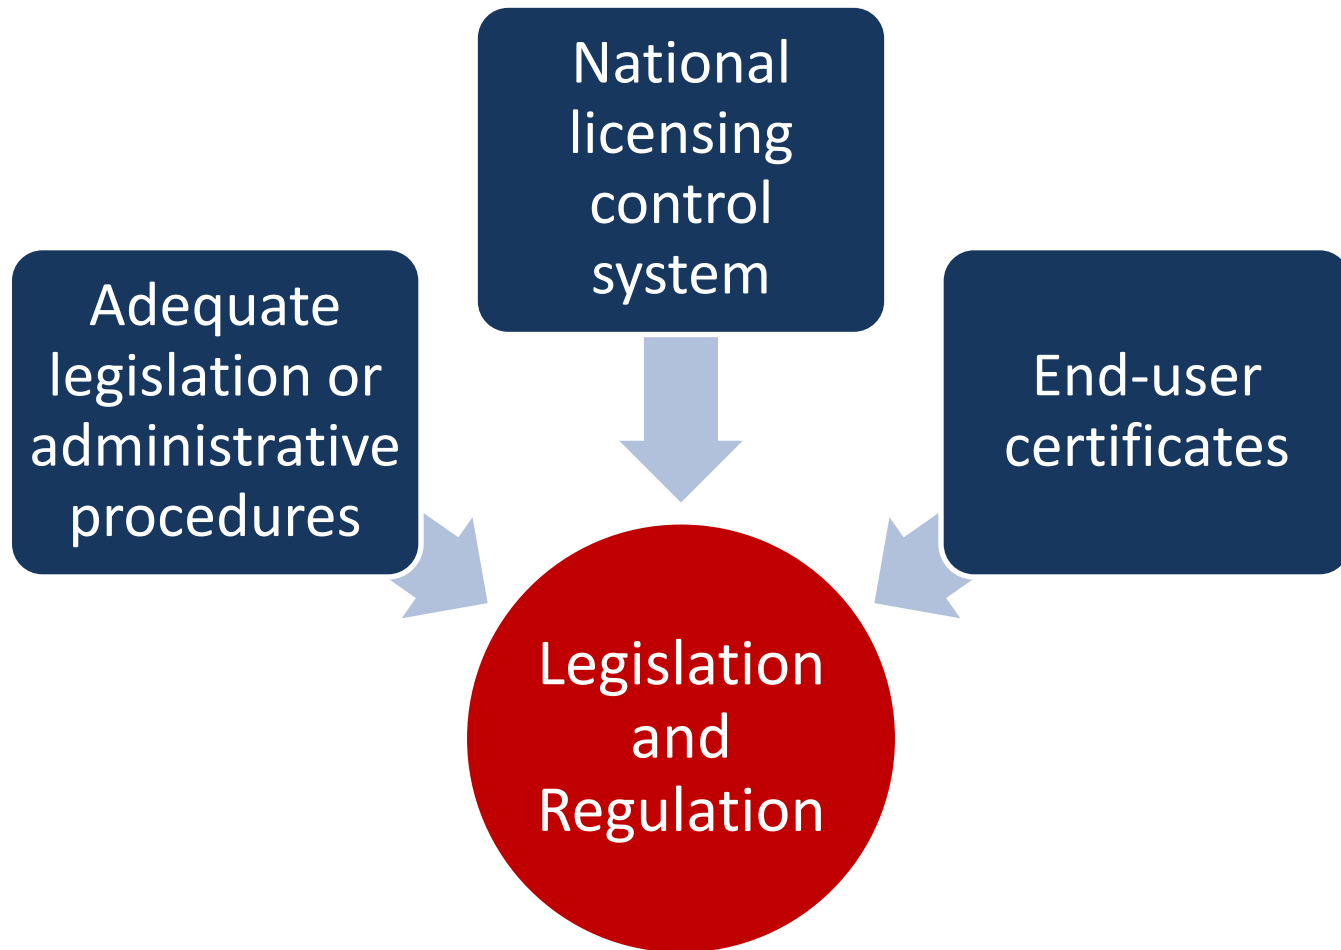 National
licensing
control
system
Adequate
legislation or
administrative
procedures
End-user
certificates
Legislation
and
Regulation